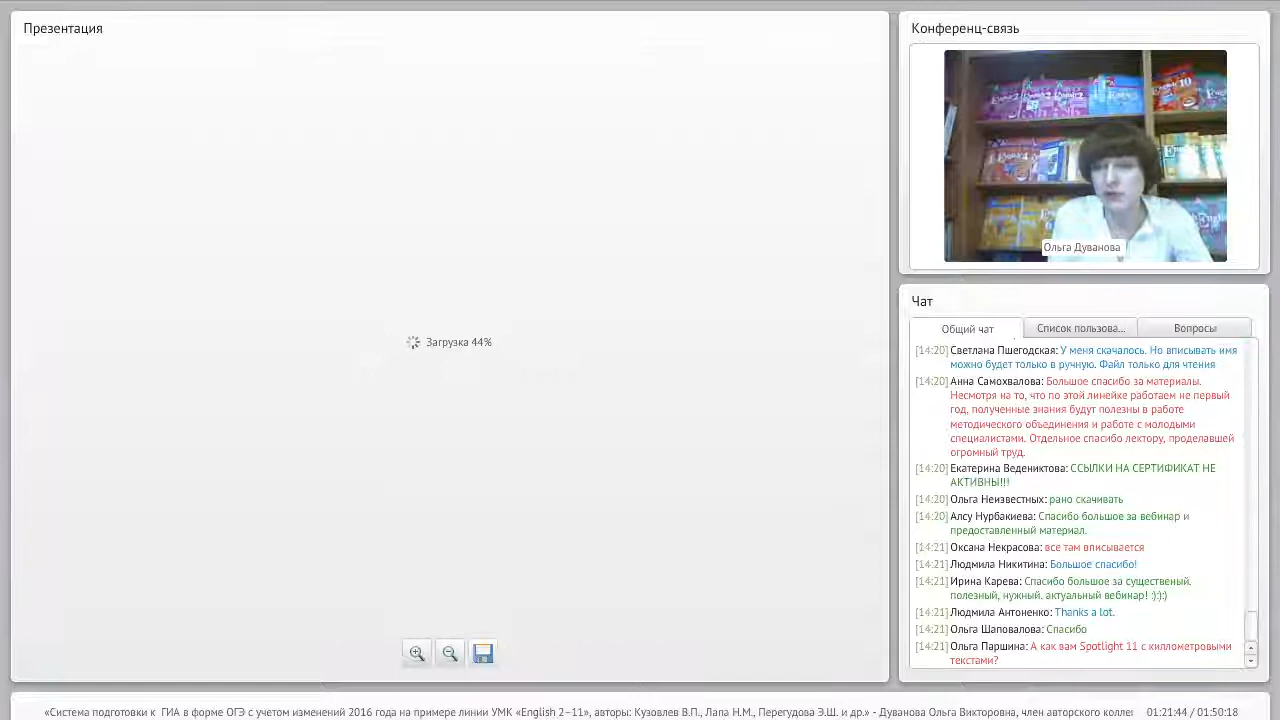 Презентация
Загрузка 44%
Конференц-связь
Ольга Дуванова
Чат
Общий чат
Список пользова...
Вопросы
[14:20] Светлана Пшегодская: У меня скачалось. Но вписывать имя
можно будет только в ручную. Файл только для чтения
[14:20] Анна Самохвалова: Большое спасибо за материалы.
Несмотря на то, что по этой линейке работаем не первый
год, полученные знания будут полезны в работе
методического объединения и работе с молодыми
специалистами. Отдельное спасибо лектору, проделавшей
огромный труд.
[14:20] Екатерина Ведениктова: ССЫЛКИ НА СЕРТИФИКАТ НЕ
АКТИВНЫ!!!
[14:20] Ольга Неизвестных: рано скачивать
[14:20] Алсу Нурбакиева: Спасибо большое за вебинар и
предоставленный материал.
[14:21] Оксана Некрасова: все там вписывается
[14:21] Людмила Никитина: Большое спасибо!
[14:21] Ирина Карева: Спасибо большое за существеный.
полезный, нужный. актуальный вебинар! :):):)
[14:21] Людмила Антоненко: Thanks a lot.
[14:21] Ольга Шаповалова: Спасибо
[14:21] Ольга Паршина: А как вам Spotlight 11 с киллометровыми
текстами?
«Система подготовки к ГИА в форме ОГЭ с учетом изменений 2016 года на примере линии УМК «English 2–11», авторы: Кузовлев В.П., Лапа Н.М., Перегудова Э.Ш. и др.» - Дуванова Ольга Викторовна, член авторского коллег 01:21:44 / 01:50:18